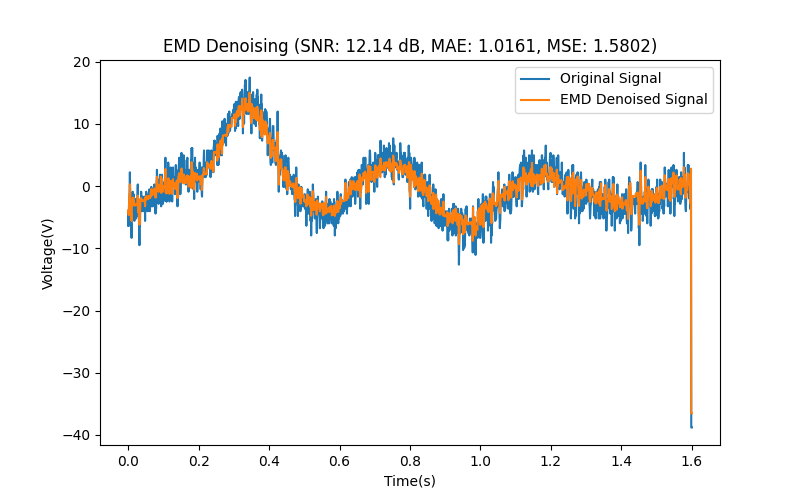 EMD Denoising (SNR: 12.14 dB, MAE: 1.0161, MSE: 1.5802)
Original Signal
EMD Denoised Signal
20
10
0
−10
−20
−30
−40
Voltage(V)
0.0 0.2 0.4 0.6 0.8 1.0 1.2 1.4 1.6
Time(s)